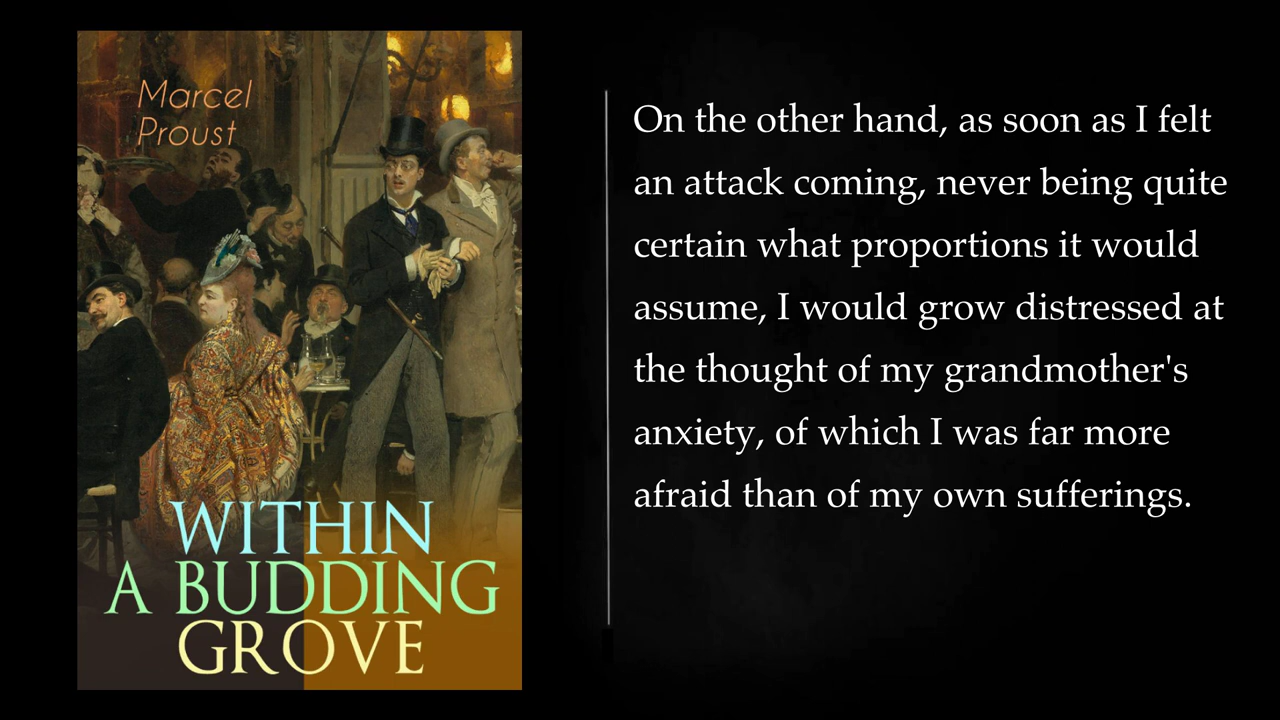 Marcel
Proust
WITHIN
A BUDDING
GROVE
On the other hand, as soon as I felt
an attack coming, never being quite
certain what proportions it would
assume, I would grow distressed at
the thought of my grandmother's
anxiety, of which I was far more
afraid than of my own sufferings.